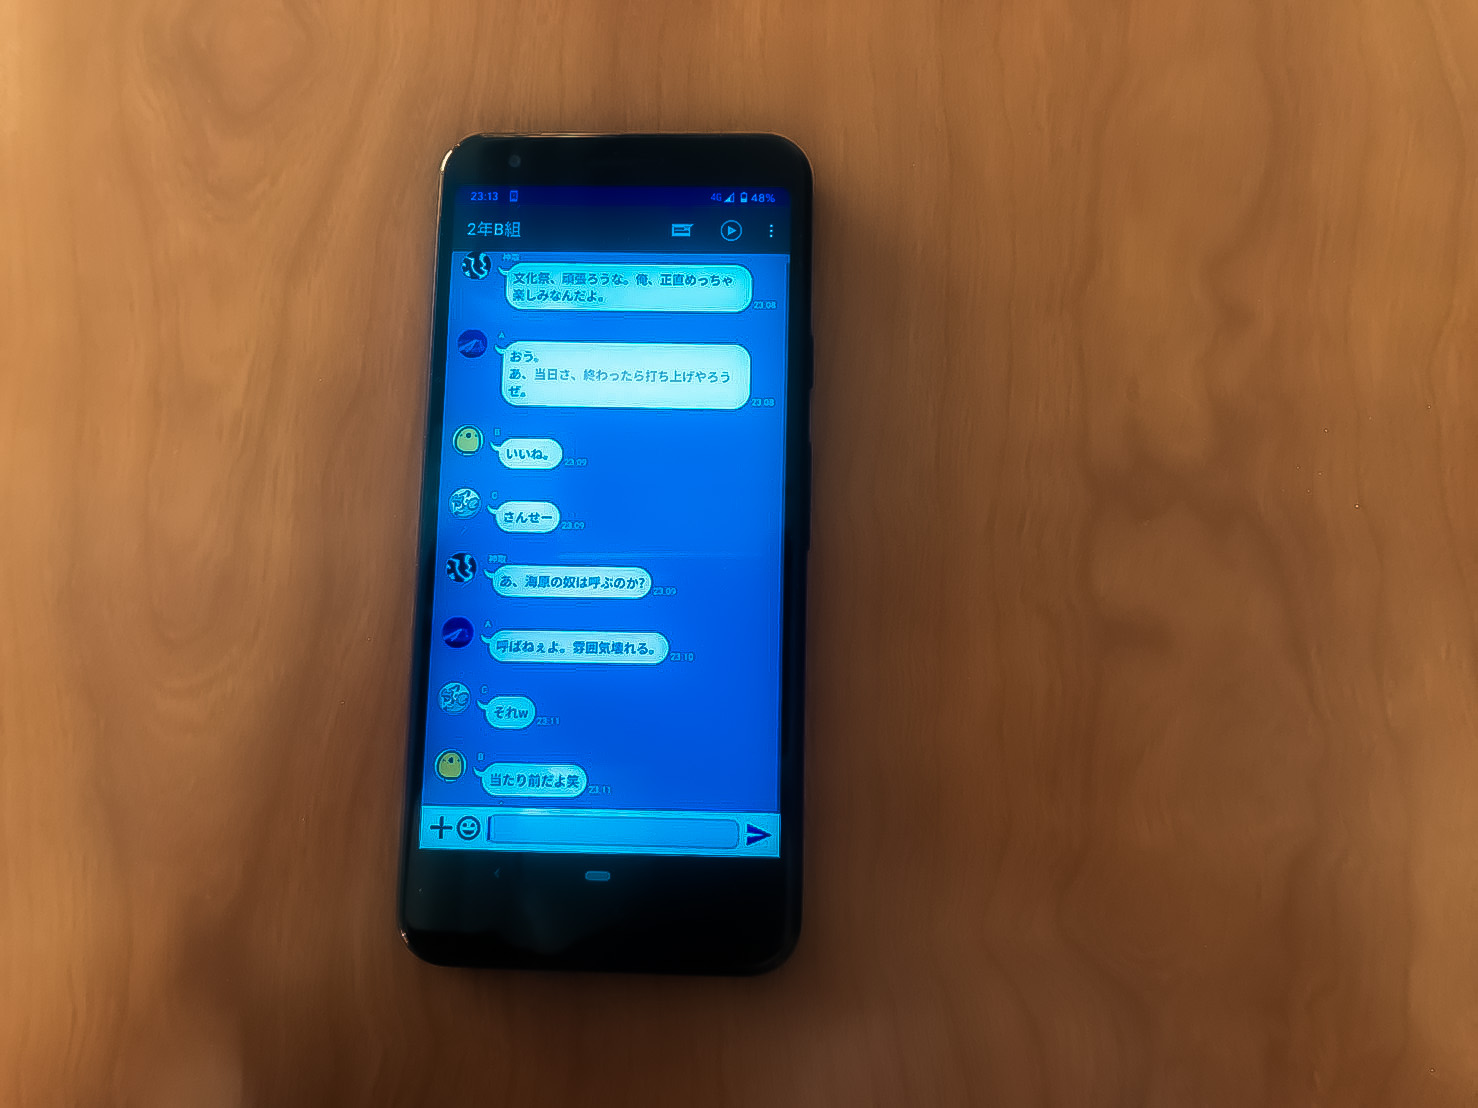 23:13
4G
48%
2年B組
神取
文化祭、頑張ろうな。俺、正直めっちゃ
楽しみなんだよ。
23:08
A
おう。
あ、当日さ、終わったら打ち上げやろう
ぜ。
23:08
B
いいね。
23:09
C
さんせー
23:09
神取
あ、海原の奴は呼ぶのか?
23:09
A
呼ばねぇよ。雰囲気壊れる。
23:10
C
それw
23:11
B
当たり前だよ笑
23:11